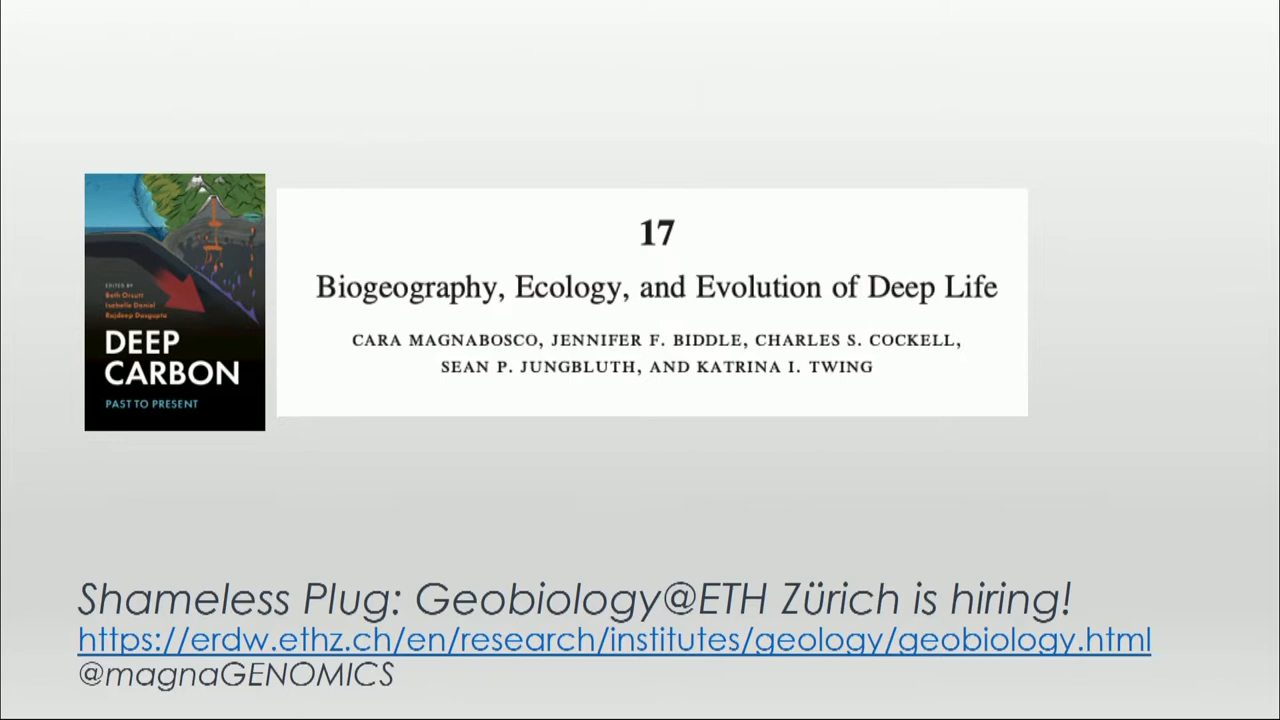 EDITED BY
Beth Orcutt
Isabelle Daniel
Rajdeep Dasgupta
DEEP
CARBON
PAST TO PRESENT
17
Biogeography, Ecology, and Evolution of Deep Life
CARA MAGNABOSCO, JENNIFER F. BIDDLE, CHARLES S. COCKELL,
SEAN P. JUNGBLUTH, AND KATRINA I. TWING
Shameless Plug: Geobiology@ETH Zürich is hiring!
https://erdw.ethz.ch/en/research/institutes/geology/geobiology.html
@magnaGENOMICS